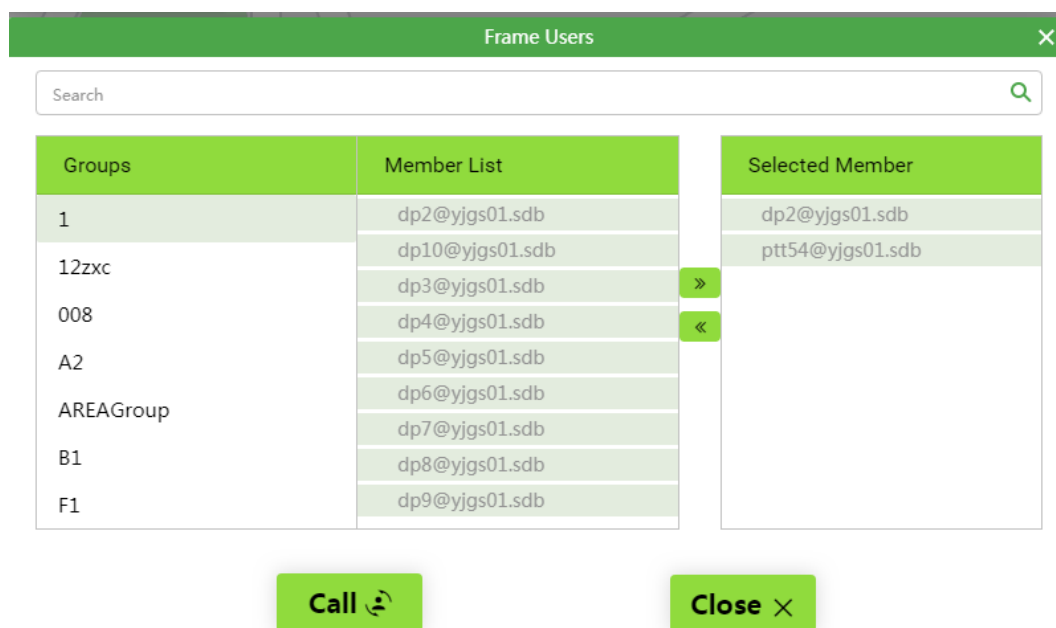 Frame Users
Search
Groups
Member List
Selected Member
1
12zxc
008
A2
AREAGroup
B1
F1
dp2@yjgs01.sdb
dp10@yjgs01.sdb
dp3@yjgs01.sdb
dp4@yjgs01.sdb
dp5@yjgs01.sdb
dp6@yjgs01.sdb
dp7@yjgs01.sdb
dp8@yjgs01.sdb
dp9@yjgs01.sdb
dp2@yjgs01.sdb
ptt54@yjgs01.sdb
Call
Close